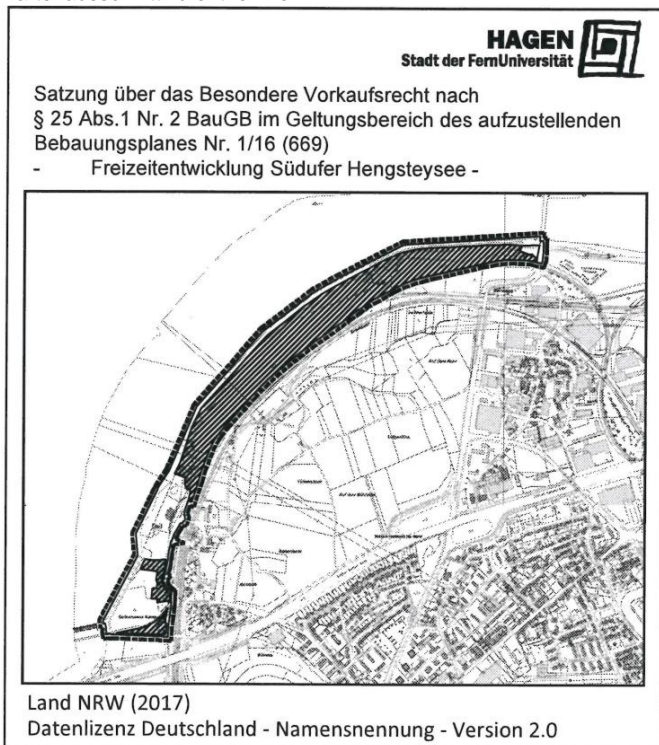 HAGEN
Stadt der FernUniversität
Satzung über das Besondere Vorkaufsrecht nach
§ 25 Abs.1 Nr. 2 BauGB im Geltungsbereich des aufzustellenden
Bebauungsplanes Nr. 1/16 (669)
- Freizeitentwicklung Südufer Hengsteysee -
Land NRW (2017)
Datenlizenz Deutschland - Namensnennung - Version 2.0